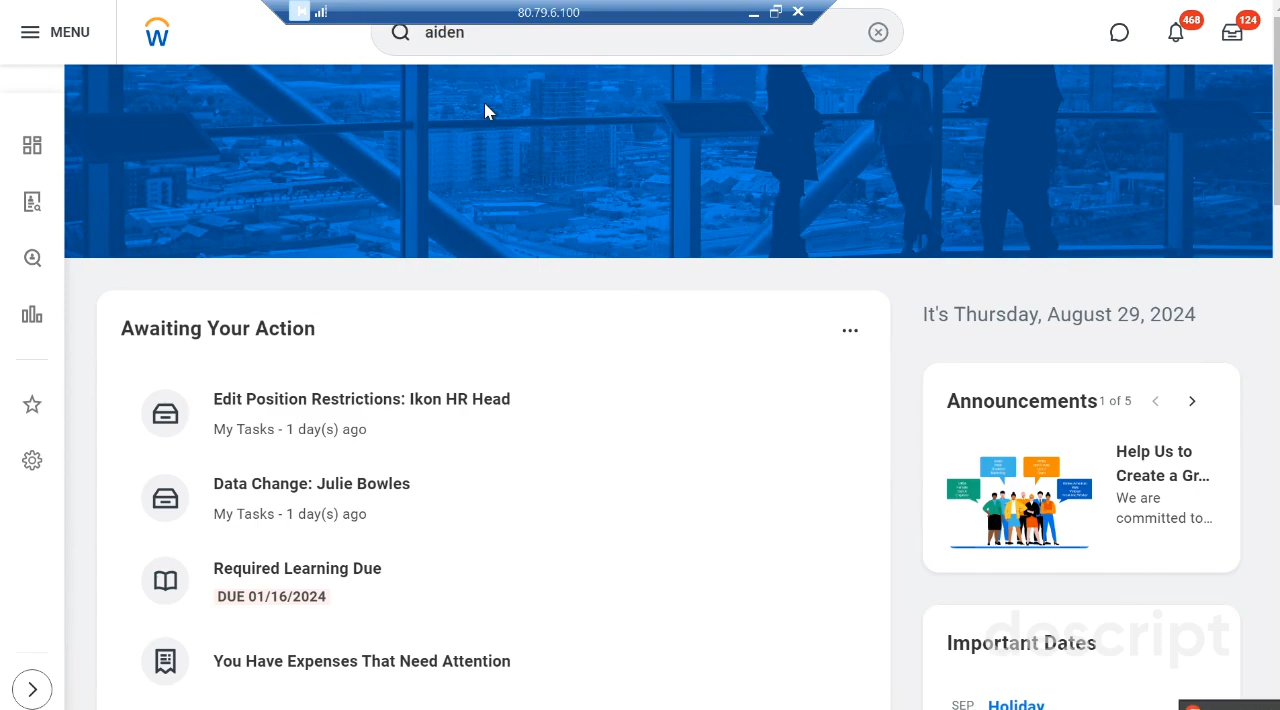 80.79.6.100
MENU
aiden
468
124
Awaiting Your Action
It's Thursday, August 29, 2024
Edit Position Restrictions: Ikon HR Head
My Tasks - 1 day(s) ago
Data Change: Julie Bowles
My Tasks - 1 day(s) ago
Required Learning Due
DUE 01/16/2024
You Have Expenses That Need Attention
Announcements 1 of 5
Help Us to
Create a Gr...
We are
committed to...
descript
Important Dates
SEP Holiday